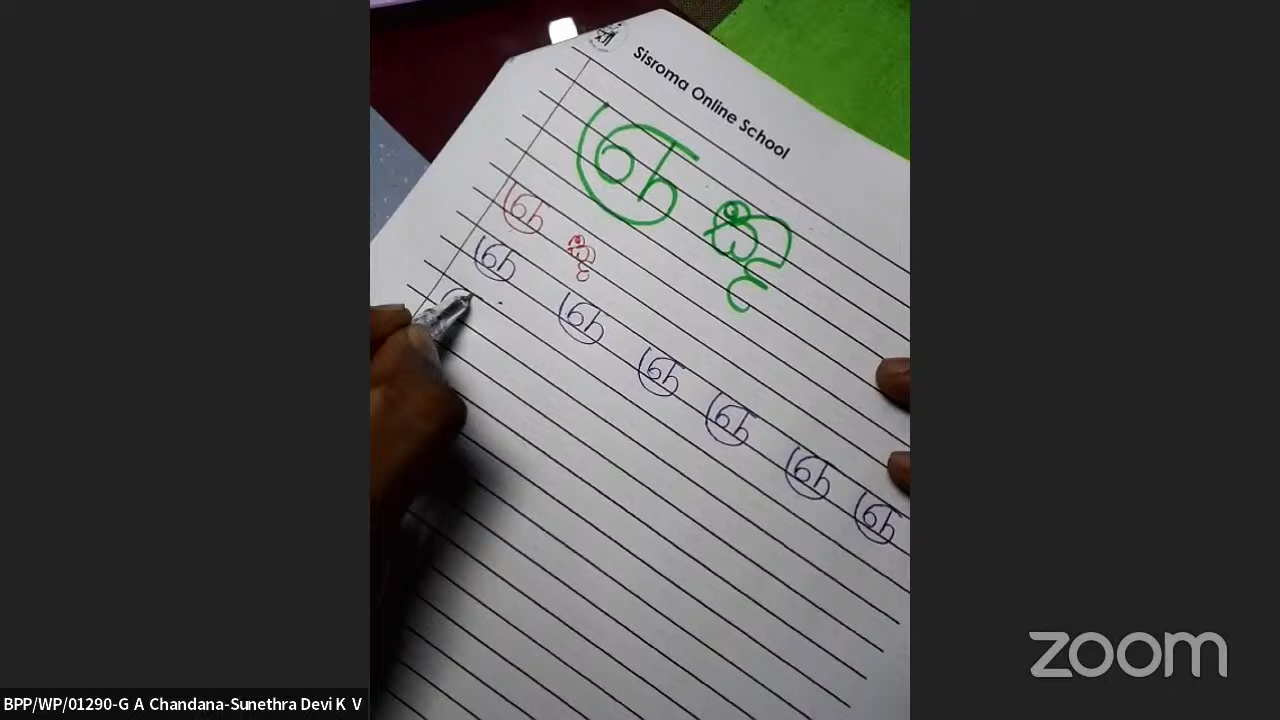 Sisroma Online School
ஞ ඤ
ஞ ඤ
ஞ ஞ ஞ ஞ ஞ ஞ
BPP/WP/01290-G A Chandana-Sunethra Devi K V
zoom